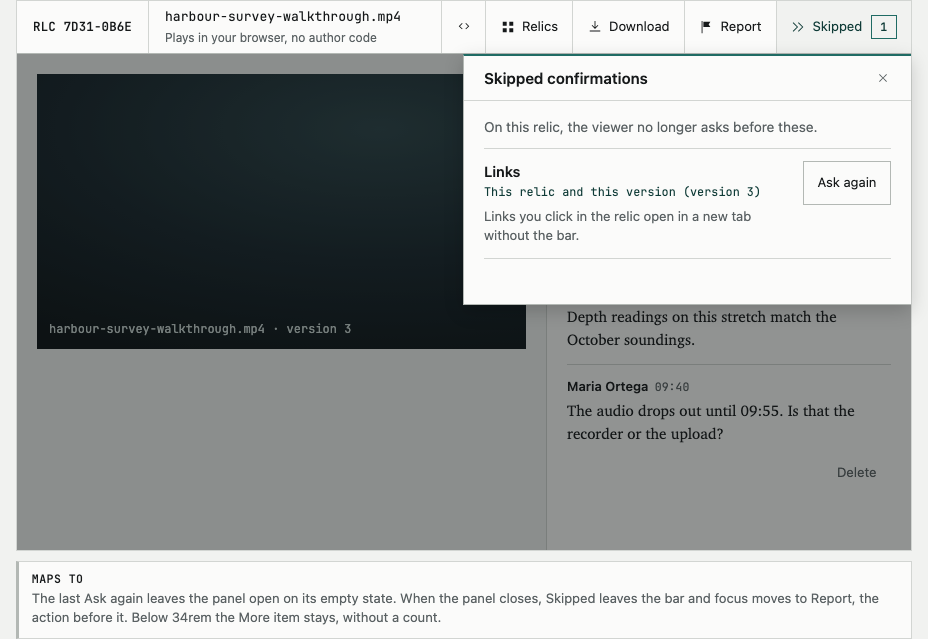 RLC 7D31-0B6E
harbour-survey-walkthrough.mp4
Plays in your browser, no author code
Relics
Download
Report
Skipped 1
Skipped confirmations
On this relic, the viewer no longer asks before these.
Links
This relic and this version (version 3)
Links you click in the relic open in a new tab
without the bar.
Ask again
harbour-survey-walkthrough.mp4 · version 3
Depth readings on this stretch match the
October soundings.
Maria Ortega 09:40
The audio drops out until 09:55. Is that the
recorder or the upload?
Delete
MAPS TO
The last Ask again leaves the panel open on its empty state. When the panel closes, Skipped leaves the bar and focus moves to Report, the
action before it. Below 34rem the More item stays, without a count.